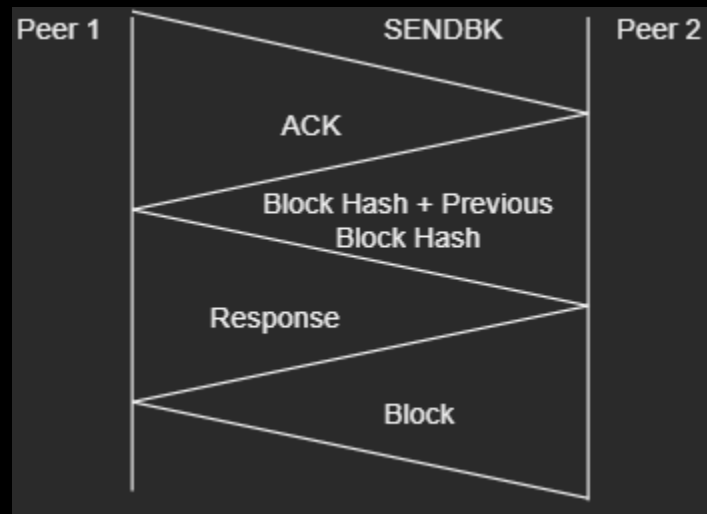 Peer 1
SENDBK
Peer 2
ACK
Block Hash + Previous
Block Hash
Response
Block